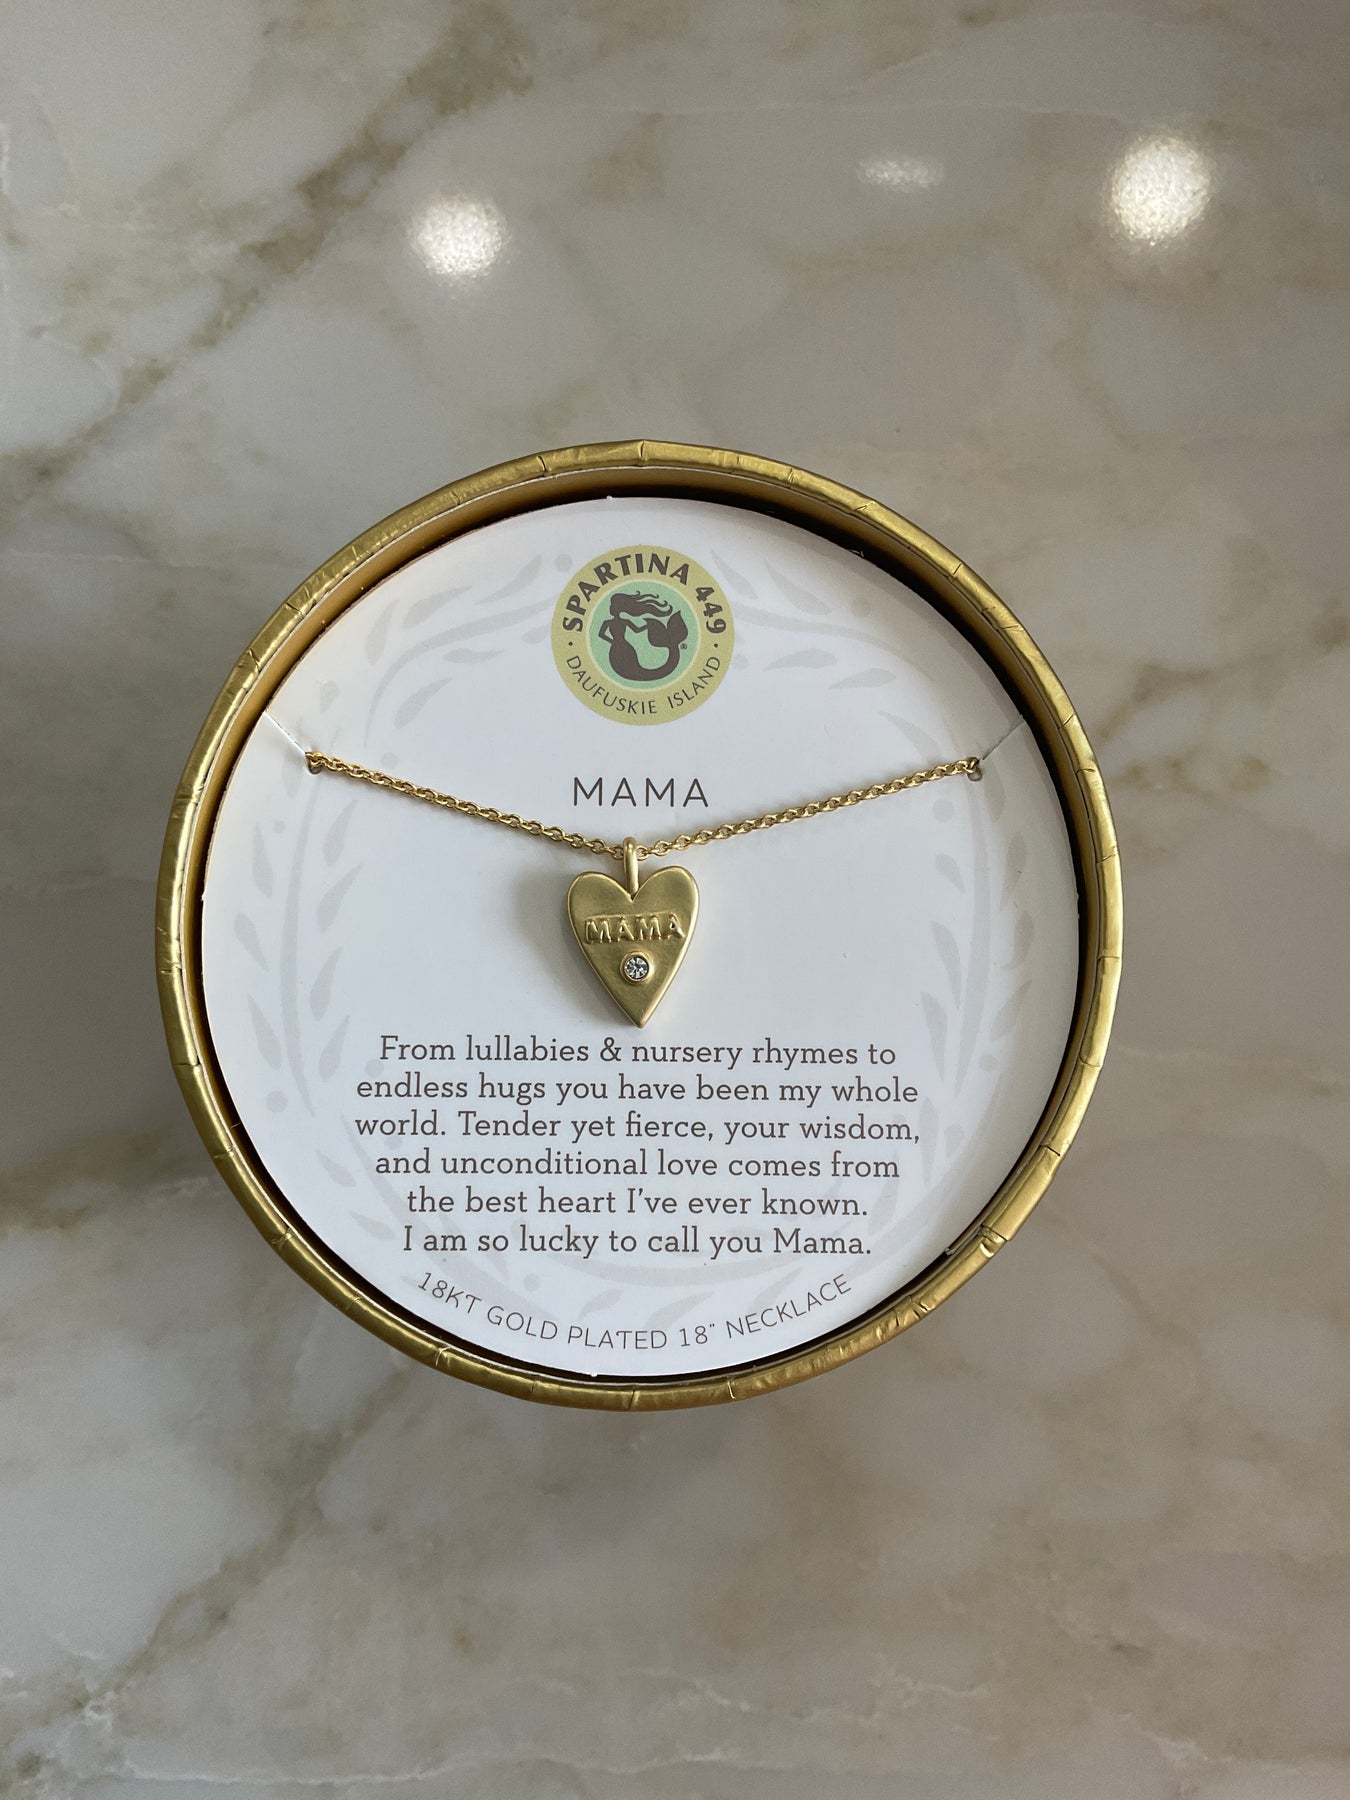 SPARTINA 449
· DAUFUSKIE ISLAND ·
®
MAMA
MAMA
From lullabies & nursery rhymes to
endless hugs you have been my whole
world. Tender yet fierce, your wisdom,
and unconditional love comes from
the best heart I've ever known.
I am so lucky to call you Mama.
18KT GOLD PLATED 18" NECKLACE